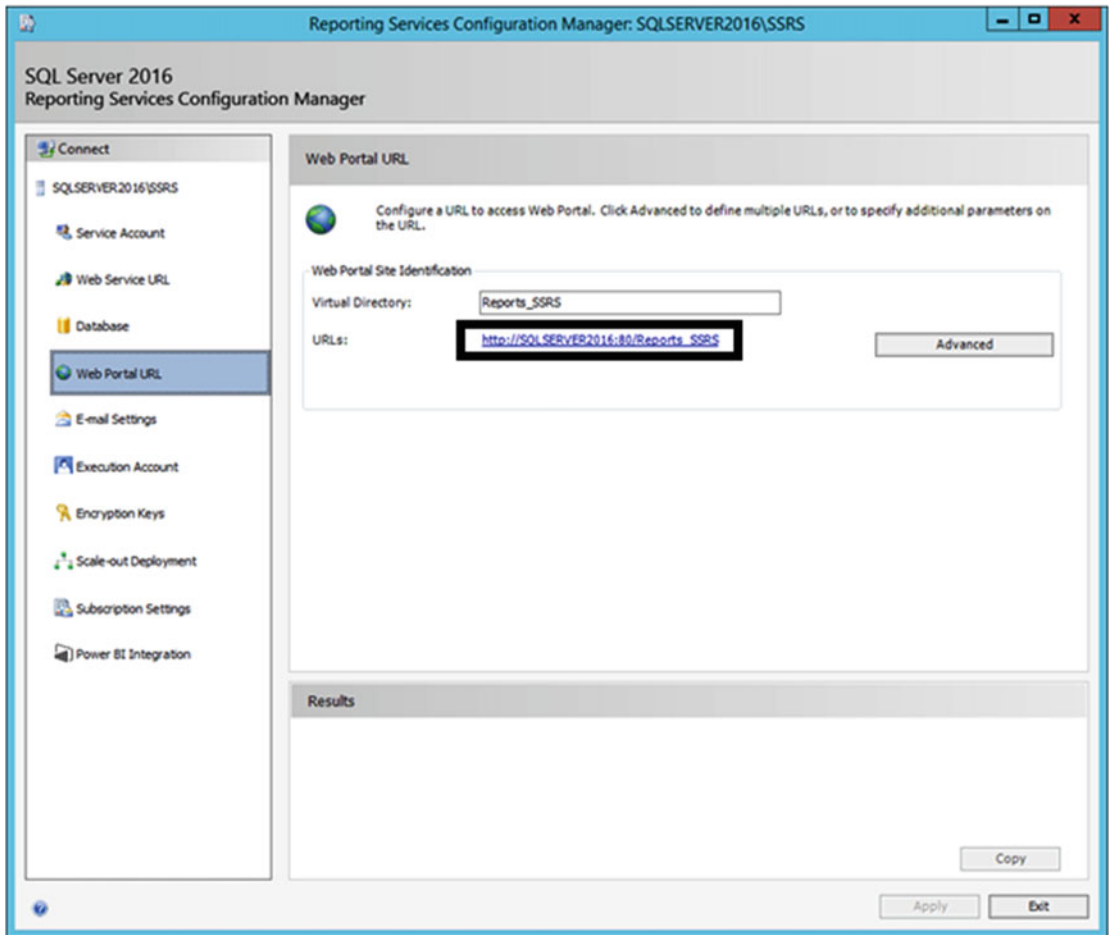 Reporting Services Configuration Manager: SQLSERVER2016\SSRS
SQL Server 2016
Reporting Services Configuration Manager
Connect
SQLSERVER2016\SSRS
Service Account
Web Service URL
Database
Web Portal URL
E-mail Settings
Execution Account
Encryption Keys
Scale-out Deployment
Subscription Settings
Power BI Integration
Web Portal URL
Configure a URL to access Web Portal. Click Advanced to define multiple URLs, or to specify additional parameters on
the URL.
Web Portal Site Identification
Virtual Directory: Reports_SSRS
URLs: http://SQLSERVER2016:80/Reports_SSRS
Advanced
Results
Copy
Apply Exit